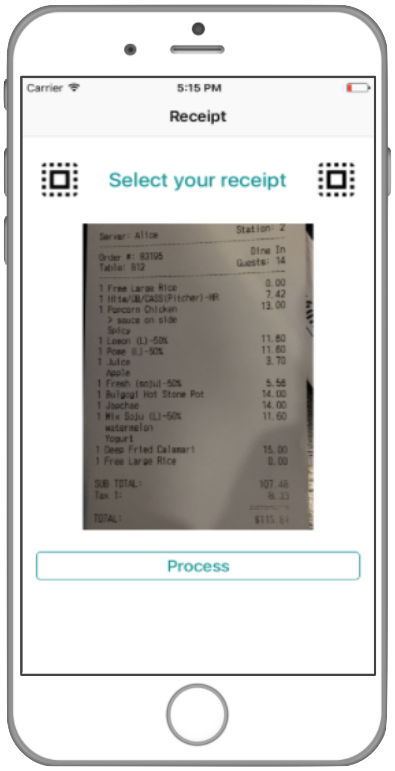 Carrier 5:15 PM
Receipt
Select your receipt
Server: Alice Station: 2
Order #: 83195 Dine In
Table: 612 Guests: 14
1 Free Large Rice 0.00
1 Hite/OB/CASS(Pitcher)-HR 7.42
1 Popcorn Chicken 13.00
> sauce on side
Spicy
1 Lemon (L)-50% 11.60
1 Pome (L)-50% 11.60
1 Juice 3.70
Apple
1 Fresh (soju)-50% 5.56
1 Bulgogi Hot Stone Pot 14.00
1 Japchae 14.00
1 Mix Soju (L)-50% 11.60
watermelon
Yogurt
1 Deep Fried Calamari 15.00
1 Free Large Rice 0.00
SUB TOTAL: 107.48
Tax 1: 8.33
TOTAL: $115.81
Process